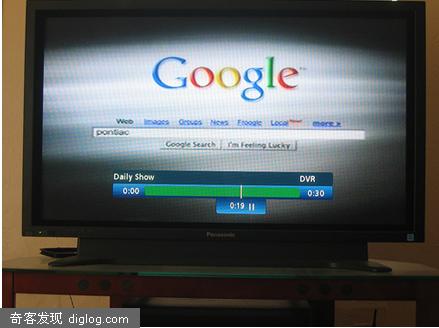 Google™
Web Images Groups News Froogle Local New! more »
pontiac
Google Search I'm Feeling Lucky
Daily Show DVR
0:00 0:30
0:19
Panasonic
奇客发现 diglog.com